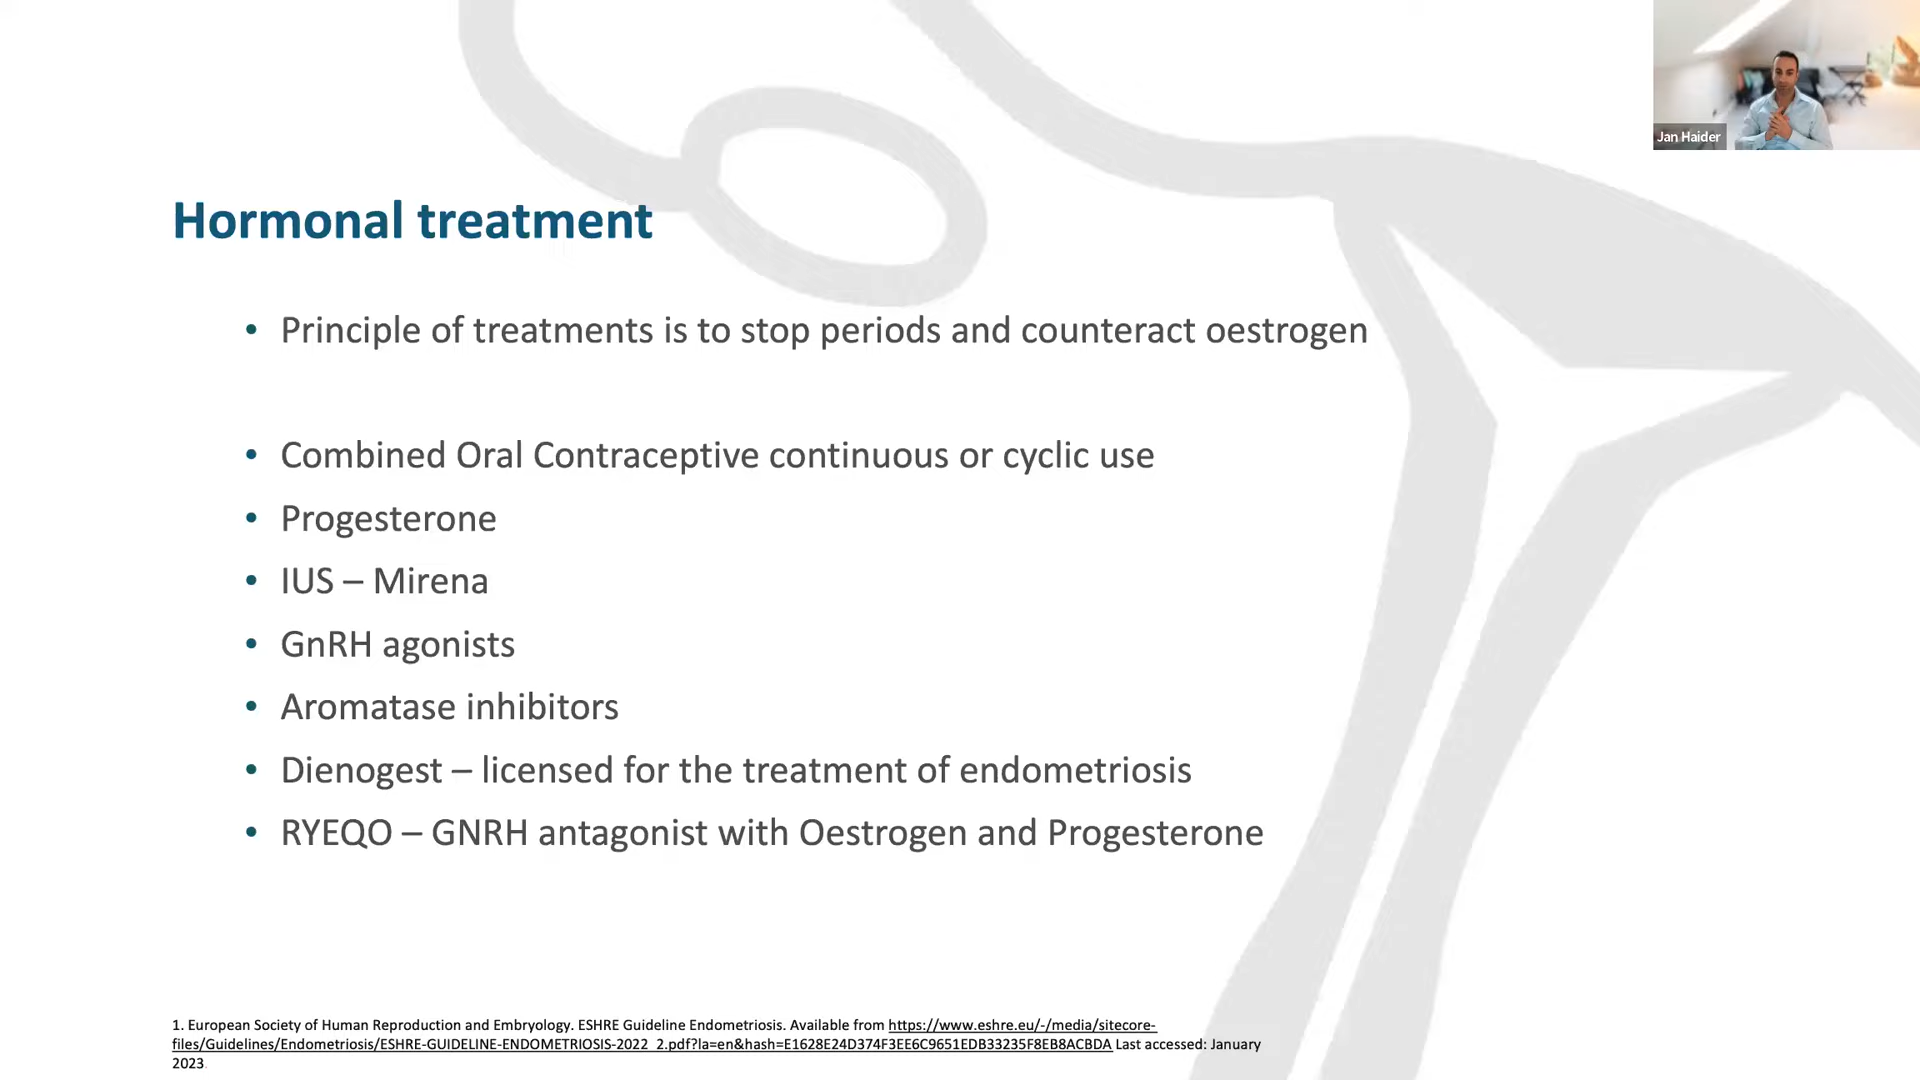 Jan Haider
Hormonal treatment
• Principle of treatments is to stop periods and counteract oestrogen
• Combined Oral Contraceptive continuous or cyclic use
• Progesterone
• IUS – Mirena
• GnRH agonists
• Aromatase inhibitors
• Dienogest – licensed for the treatment of endometriosis
• RYEQO – GNRH antagonist with Oestrogen and Progesterone
1. European Society of Human Reproduction and Embryology. ESHRE Guideline Endometriosis. Available from https://www.eshre.eu/-/media/sitecore-
files/Guidelines/Endometriosis/ESHRE-GUIDELINE-ENDOMETRIOSIS-2022_2.pdf?la=en&hash=E1628E24D374F3EE6C9651EDB33235F8EB8ACBDA Last accessed: January
2023